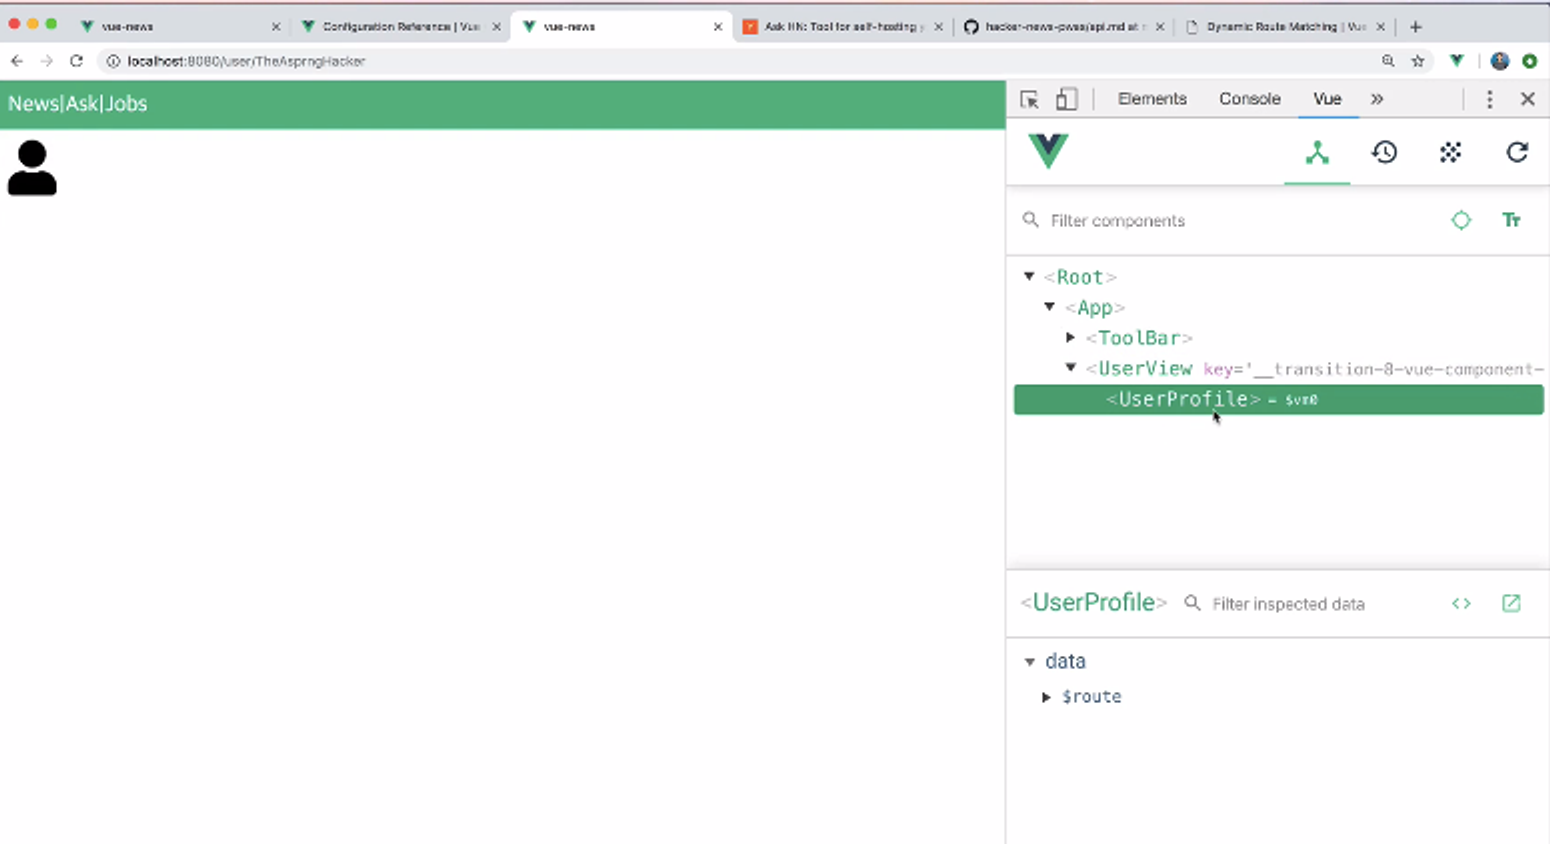 vue-news
Configuration Reference | Vue
vue-news
Ask HN: Tool for self-hosting
hacker-news-pwas/api.md at
Dynamic Route Matching | Vue
localhost:8080/user/TheAsprngHacker
News|Ask|Jobs
Elements Console Vue »
Filter components
Tт
<Root>
<App>
<ToolBar>
<UserView key='__transition-8-vue-component-
<UserProfile> = $vm0
<UserProfile> Filter inspected data
<>
data
$route